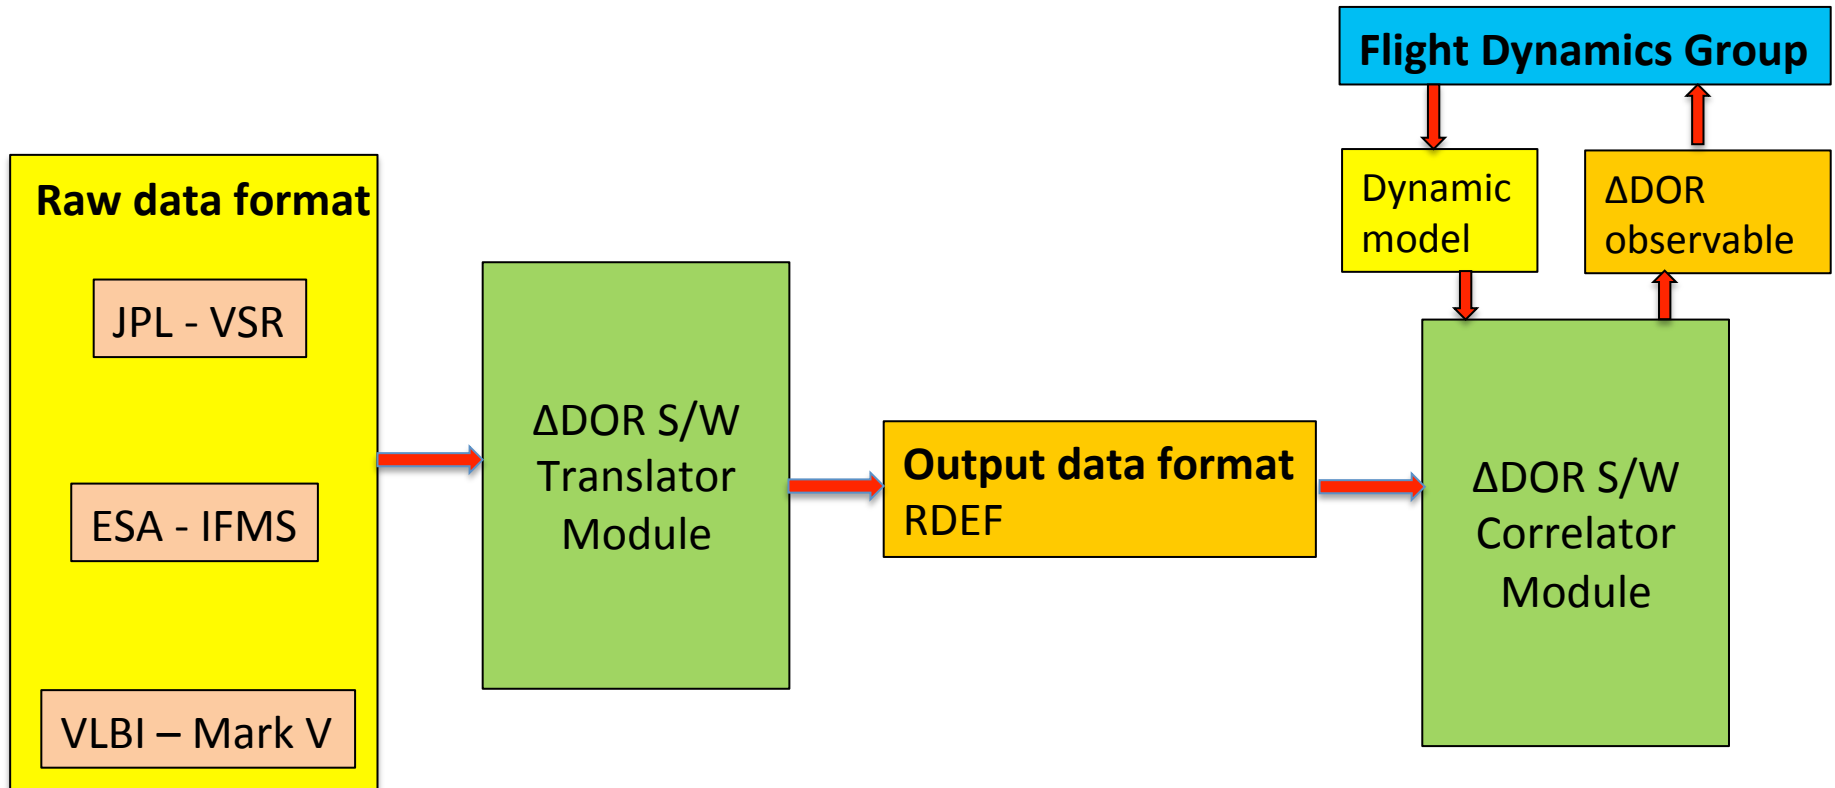 Flight Dynamics Group
Raw data format
Dynamic
model
ΔDOR
observable
JPL - VSR
ESA - IFMS
VLBI – Mark V
ΔDOR S/W
Translator
Module
Output data format
RDEF
ΔDOR S/W
Correlator
Module